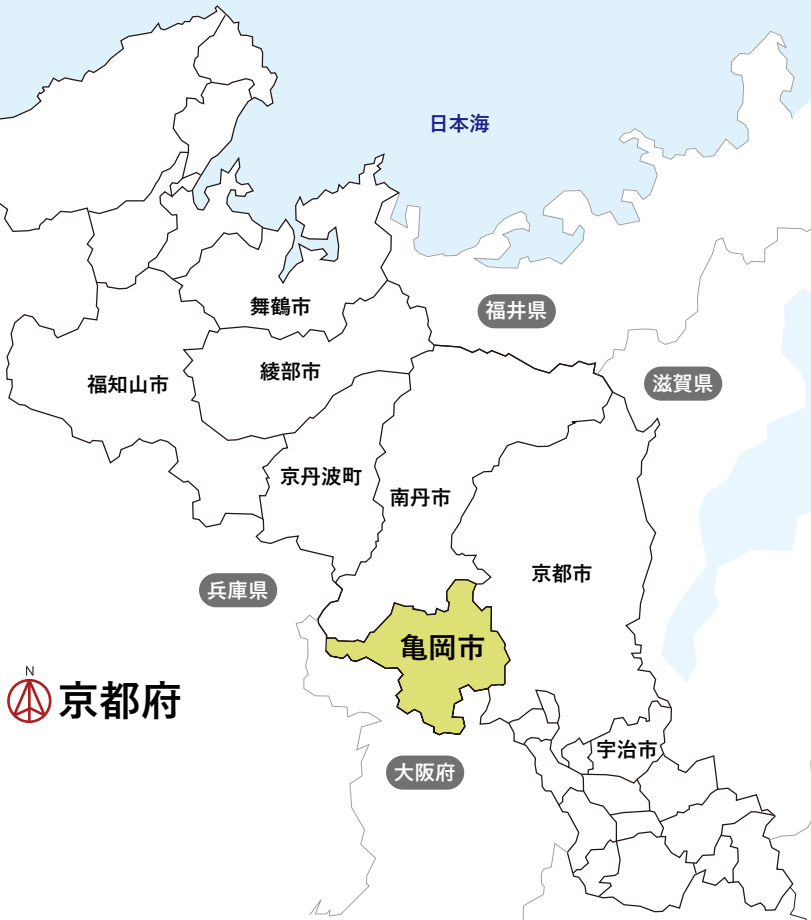 日本海
舞鶴市
福井県
綾部市
福知山市
滋賀県
京丹波町
南丹市
京都市
兵庫県
亀岡市
N
京都府
宇治市
大阪府